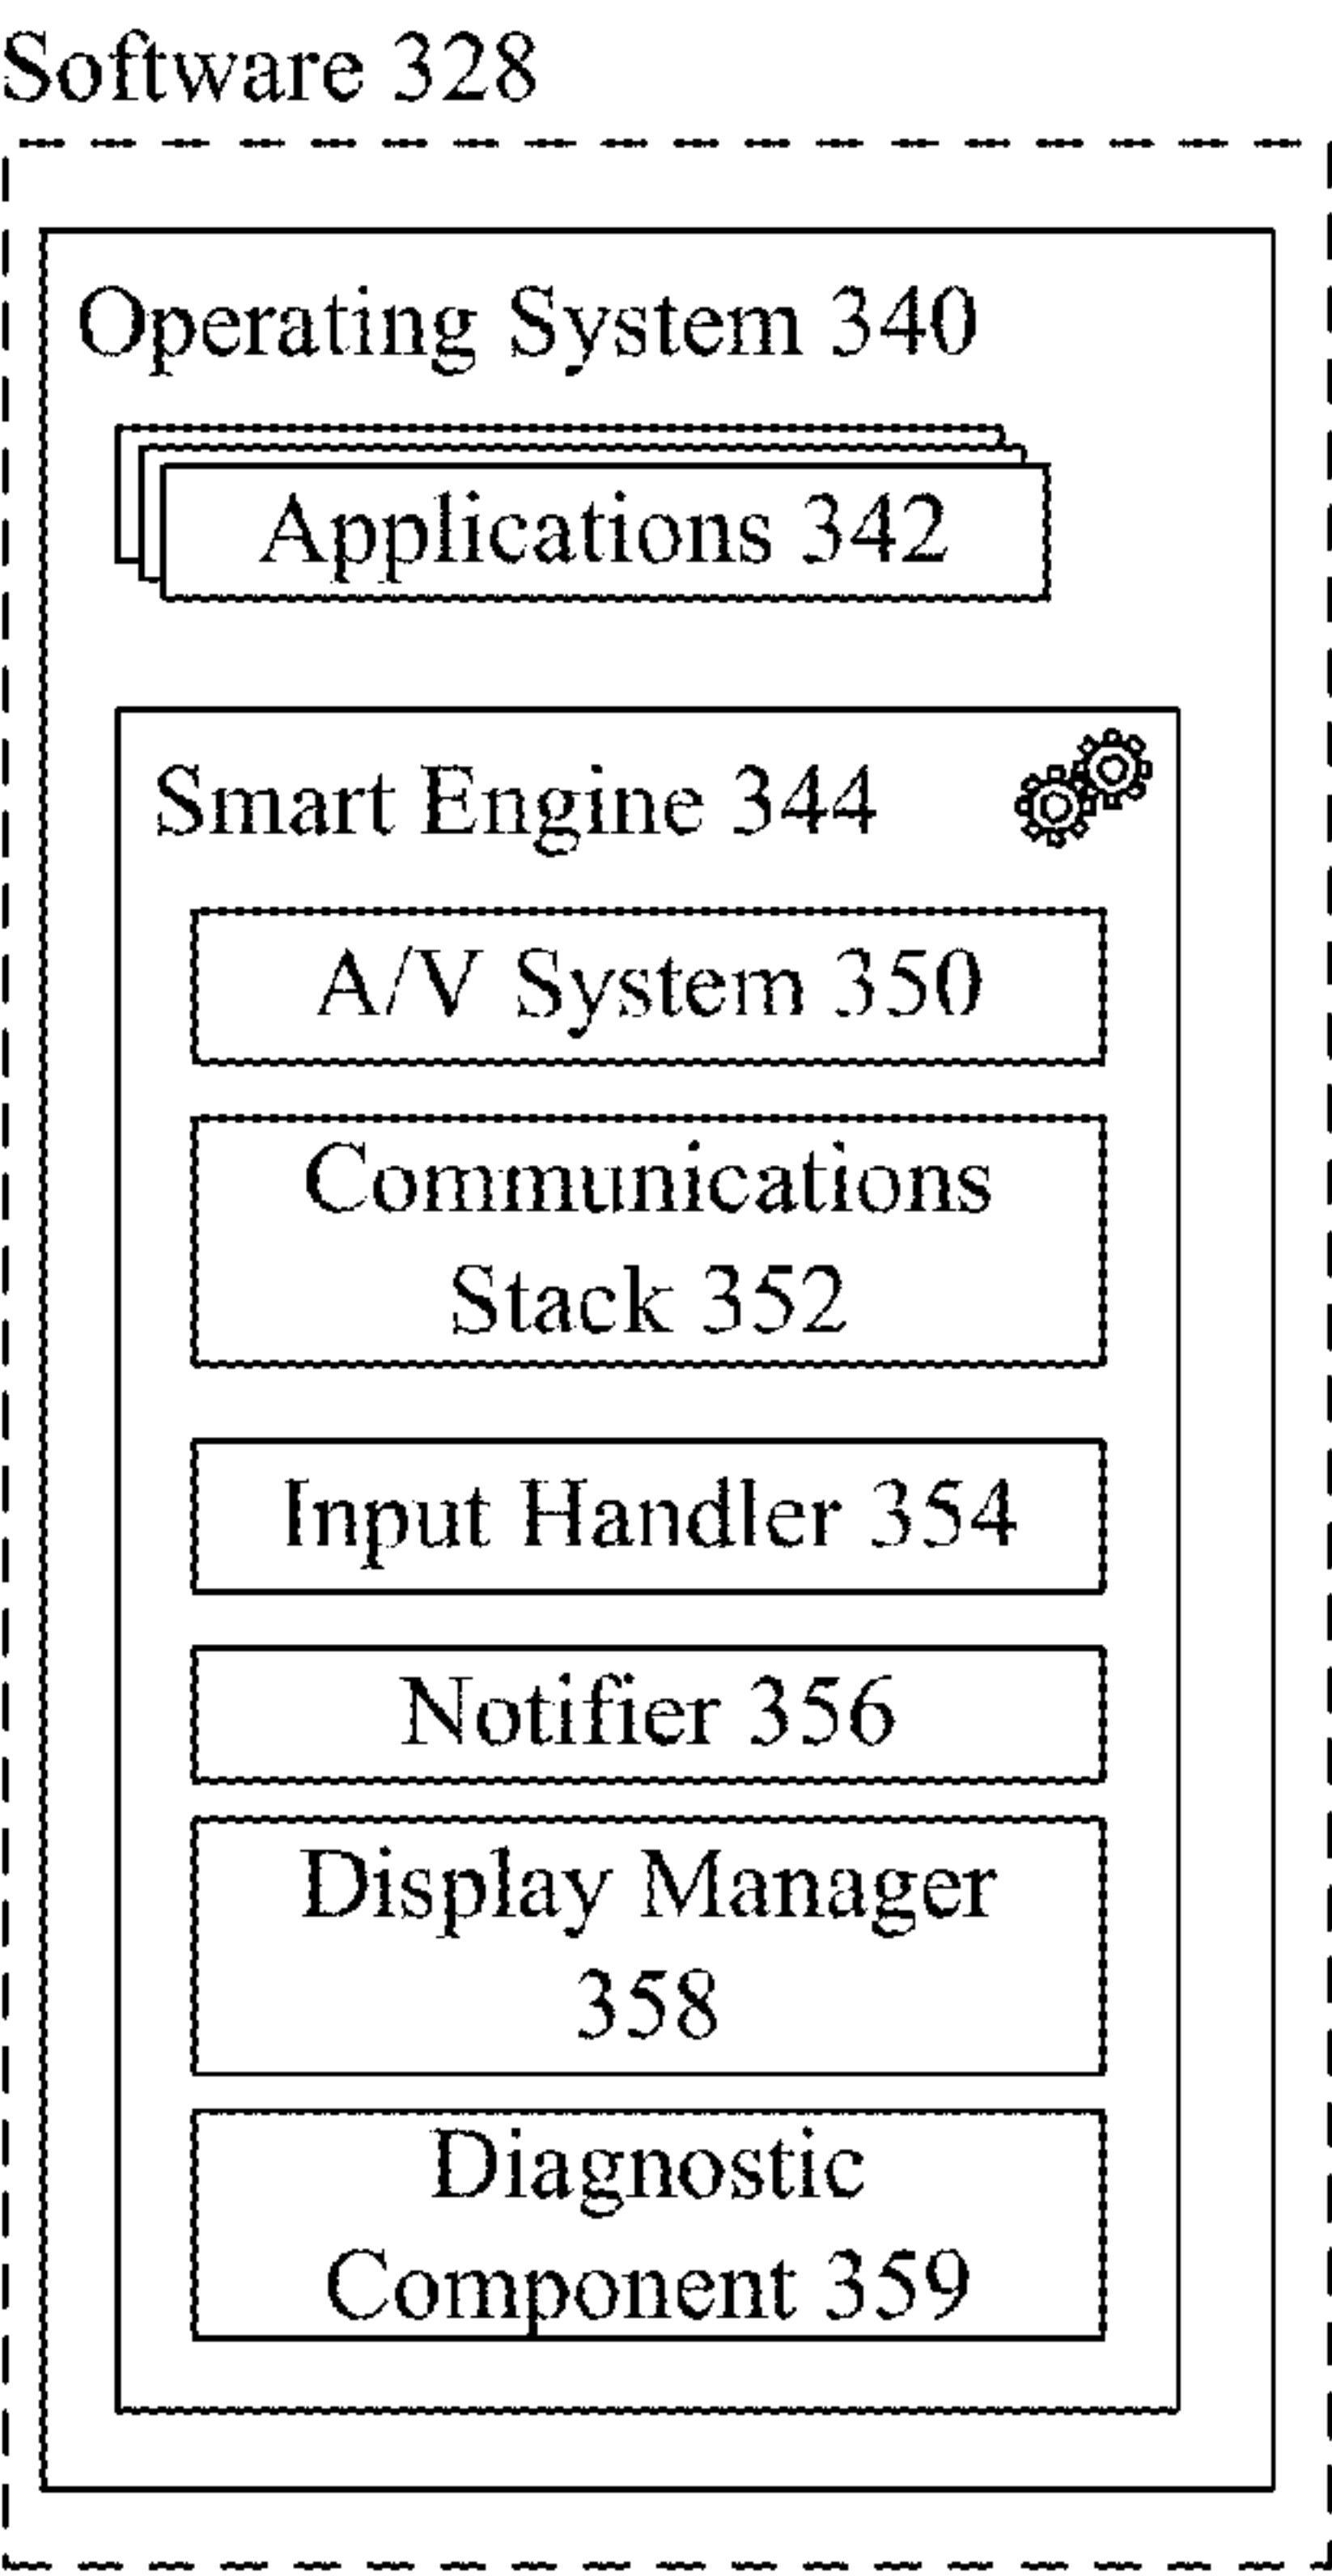 Software 328
Operating System 340
Applications 342
Smart Engine 344
A/V System 350
Communications
Stack 352
Input Handler 354
Notifier 356
Display Manager
358
Diagnostic
Component 359